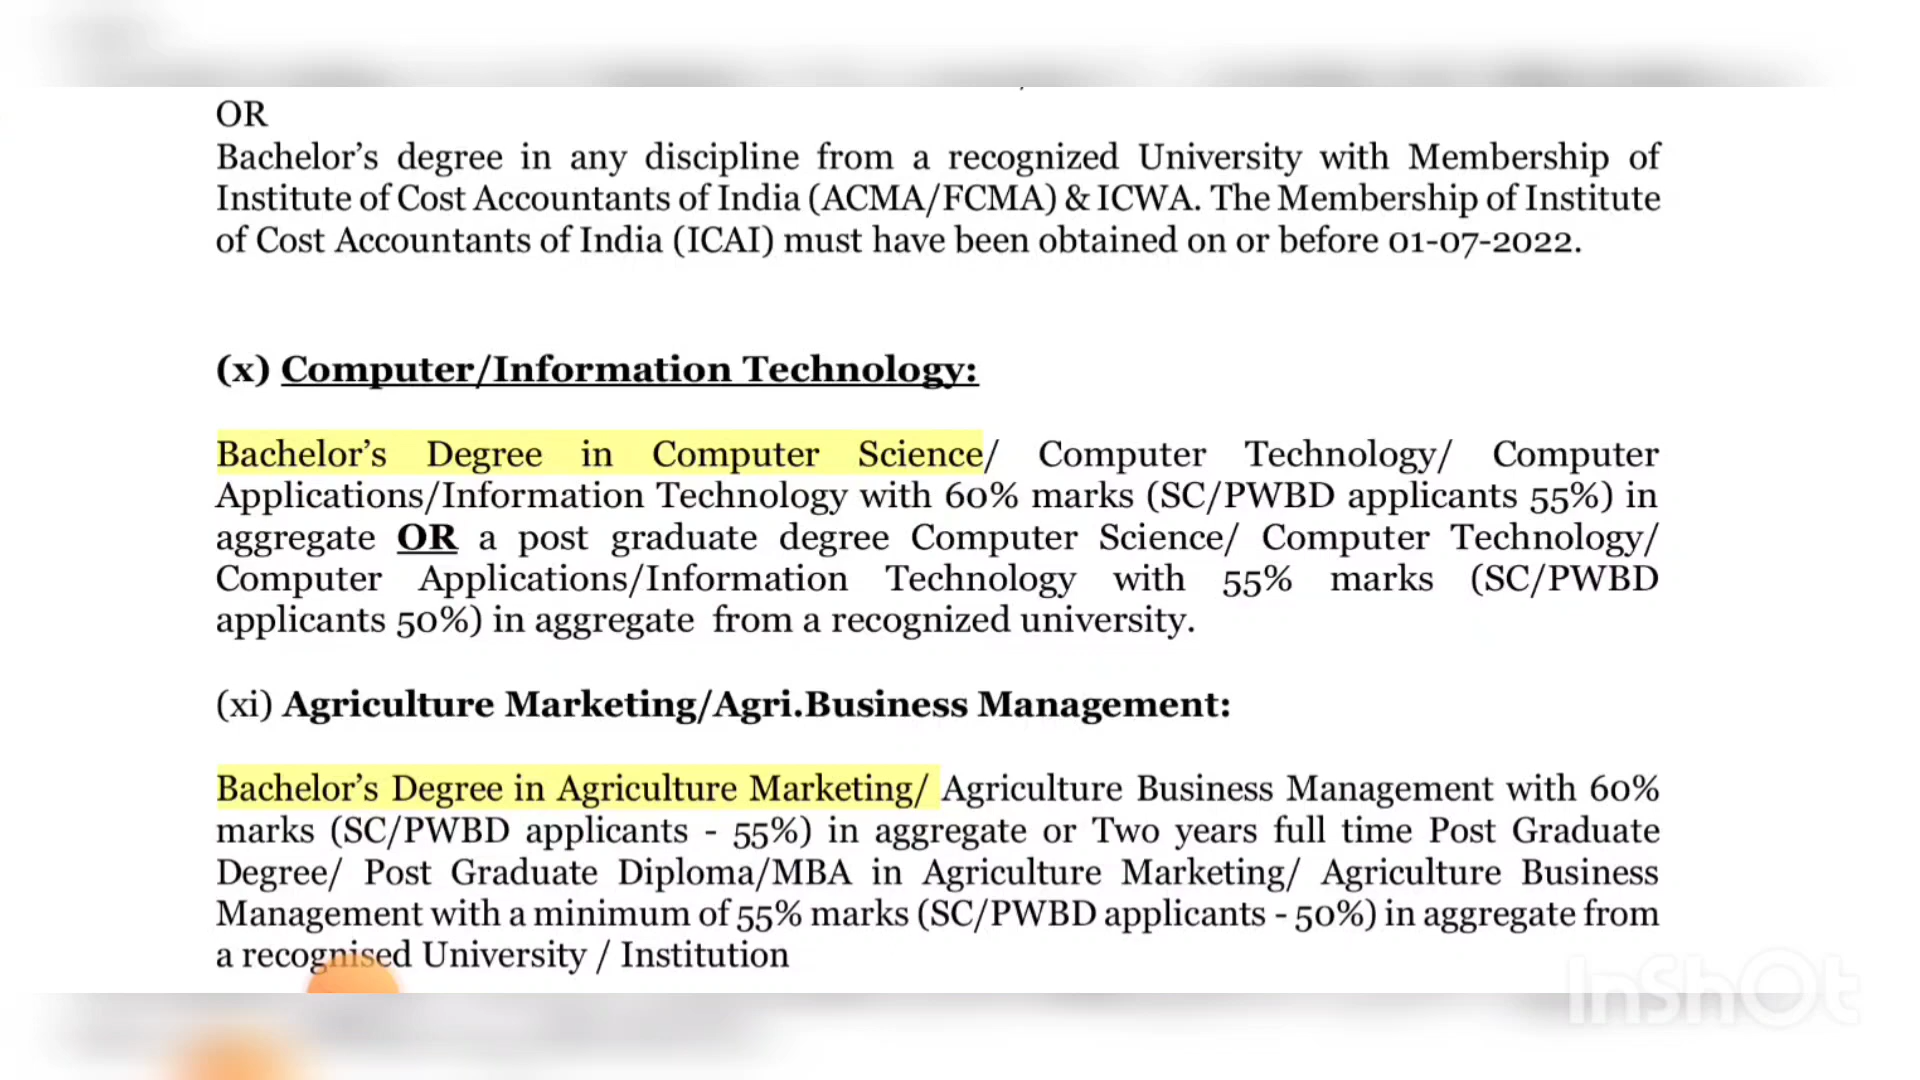 OR
Bachelor’s degree in any discipline from a recognized University with Membership of
Institute of Cost Accountants of India (ACMA/FCMA) & ICWA. The Membership of Institute
of Cost Accountants of India (ICAI) must have been obtained on or before 01-07-2022.
(x) Computer/Information Technology:
Bachelor’s Degree in Computer Science/ Computer Technology/ Computer
Applications/Information Technology with 60% marks (SC/PWBD applicants 55%) in
aggregate OR a post graduate degree Computer Science/ Computer Technology/
Computer Applications/Information Technology with 55% marks (SC/PWBD
applicants 50%) in aggregate from a recognized university.
(xi) Agriculture Marketing/Agri.Business Management:
Bachelor’s Degree in Agriculture Marketing/ Agriculture Business Management with 60%
marks (SC/PWBD applicants - 55%) in aggregate or Two years full time Post Graduate
Degree/ Post Graduate Diploma/MBA in Agriculture Marketing/ Agriculture Business
Management with a minimum of 55% marks (SC/PWBD applicants - 50%) in aggregate from
a recognised University / Institution
InShOt